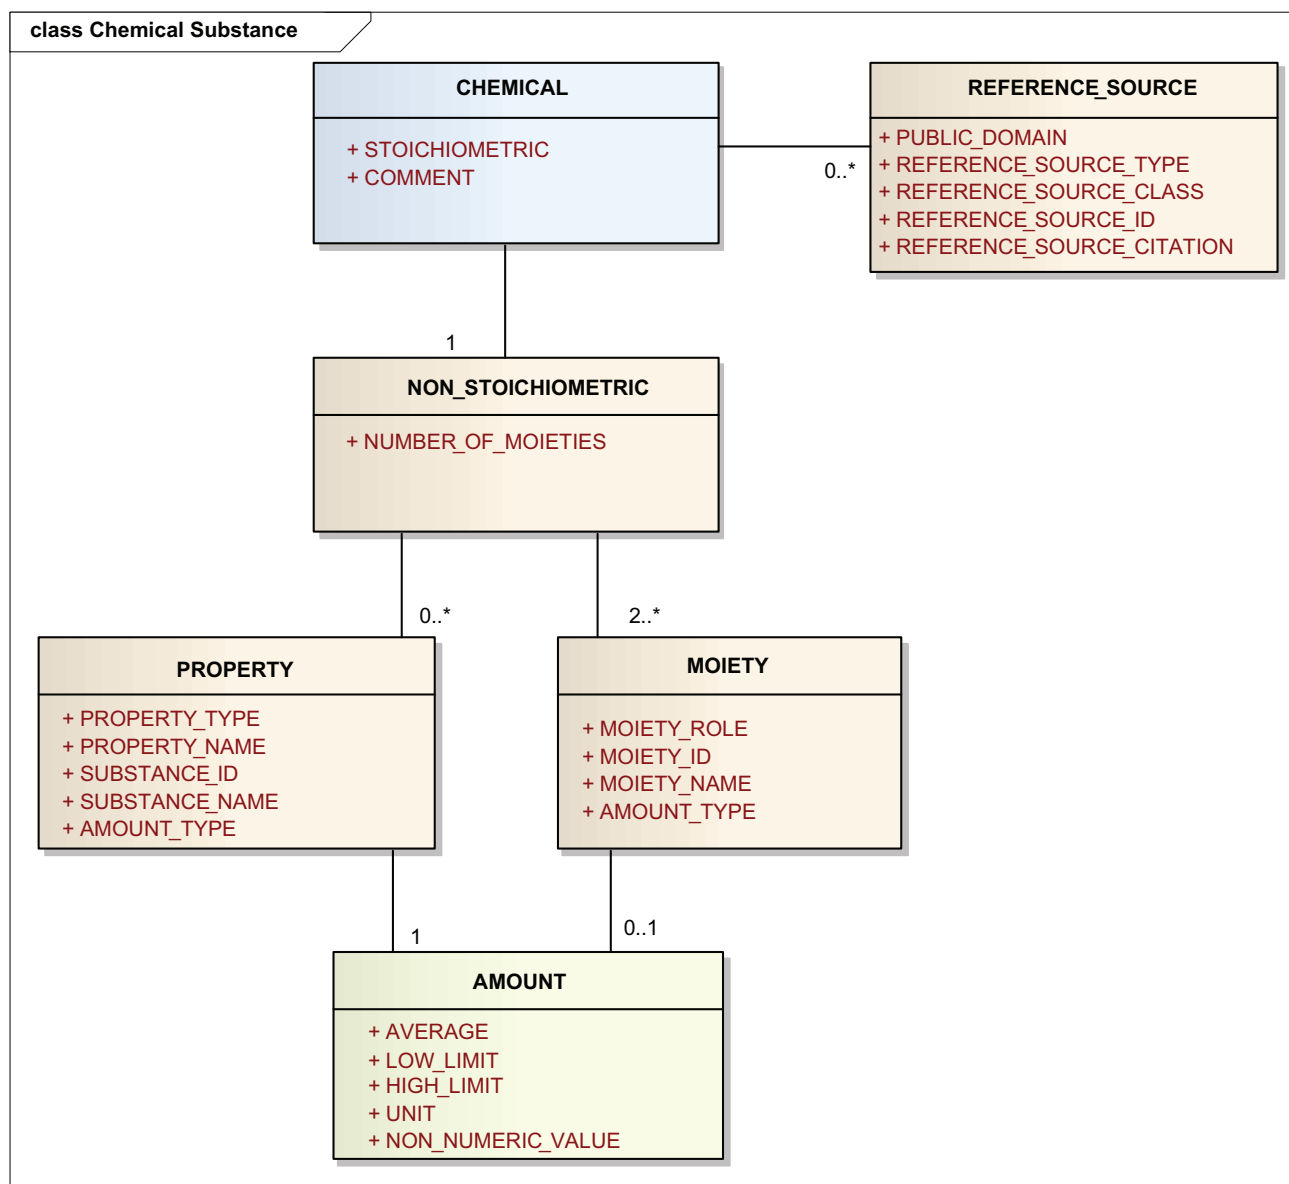 class Chemical Substance
CHEMICAL
+ STOICHIOMETRIC
+ COMMENT
REFERENCE_SOURCE
+ PUBLIC_DOMAIN
+ REFERENCE_SOURCE_TYPE
+ REFERENCE_SOURCE_CLASS
+ REFERENCE_SOURCE_ID
+ REFERENCE_SOURCE_CITATION
0..*
1
NON_STOICHIOMETRIC
+ NUMBER_OF_MOIETIES
0..*
2..*
PROPERTY
+ PROPERTY_TYPE
+ PROPERTY_NAME
+ SUBSTANCE_ID
+ SUBSTANCE_NAME
+ AMOUNT_TYPE
MOIETY
+ MOIETY_ROLE
+ MOIETY_ID
+ MOIETY_NAME
+ AMOUNT_TYPE
1
0..1
AMOUNT
+ AVERAGE
+ LOW_LIMIT
+ HIGH_LIMIT
+ UNIT
+ NON_NUMERIC_VALUE